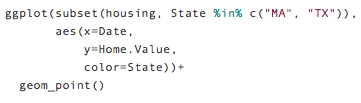 ggplot(subset(housing, State %in% c("MA", "TX")),
       aes(x=Date,
           y=Home.Value,
           color=State))+
  geom_point()